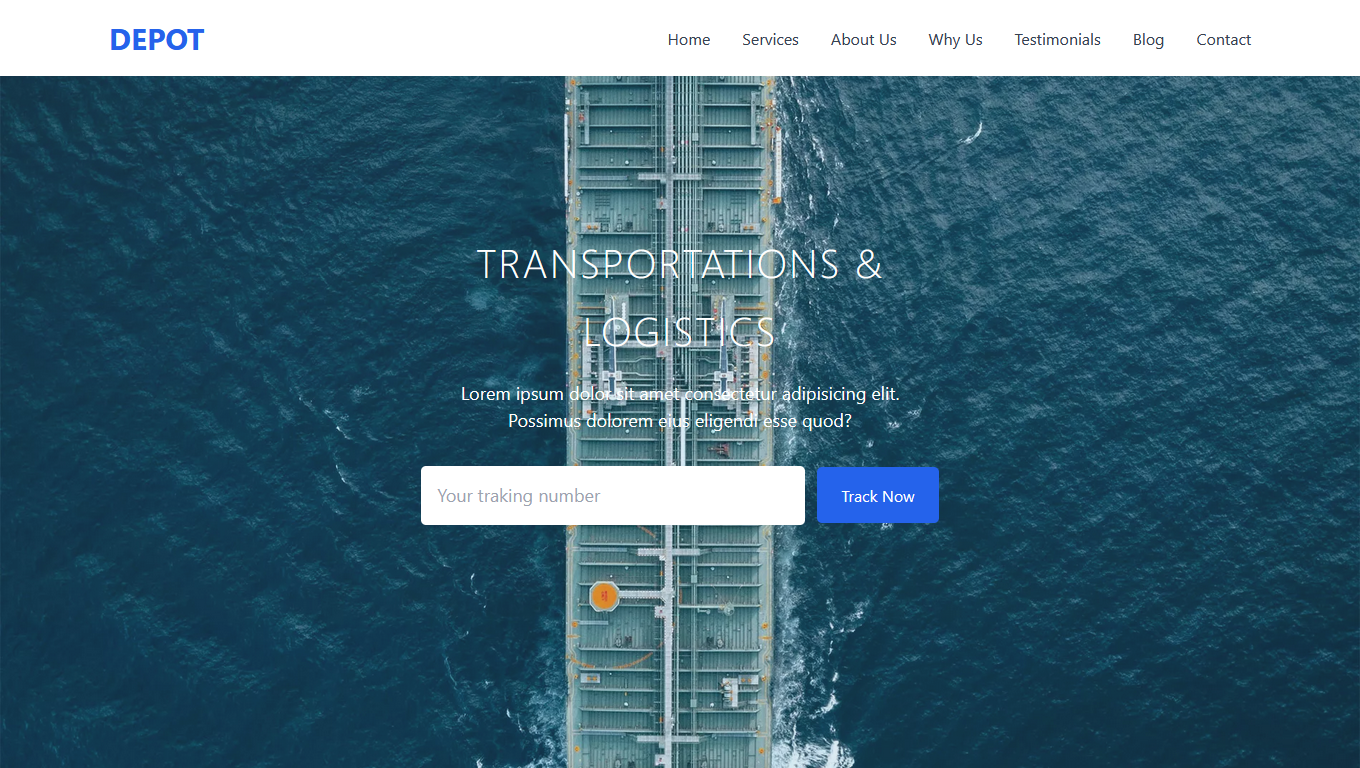 DEPOT
Home Services About Us Why Us Testimonials Blog Contact
TRANSPORTATIONS &
LOGISTICS
Lorem ipsum dolor sit amet consectetur adipisicing elit.
Possimus dolorem eius eligendi esse quod?
Your traking number
Track Now